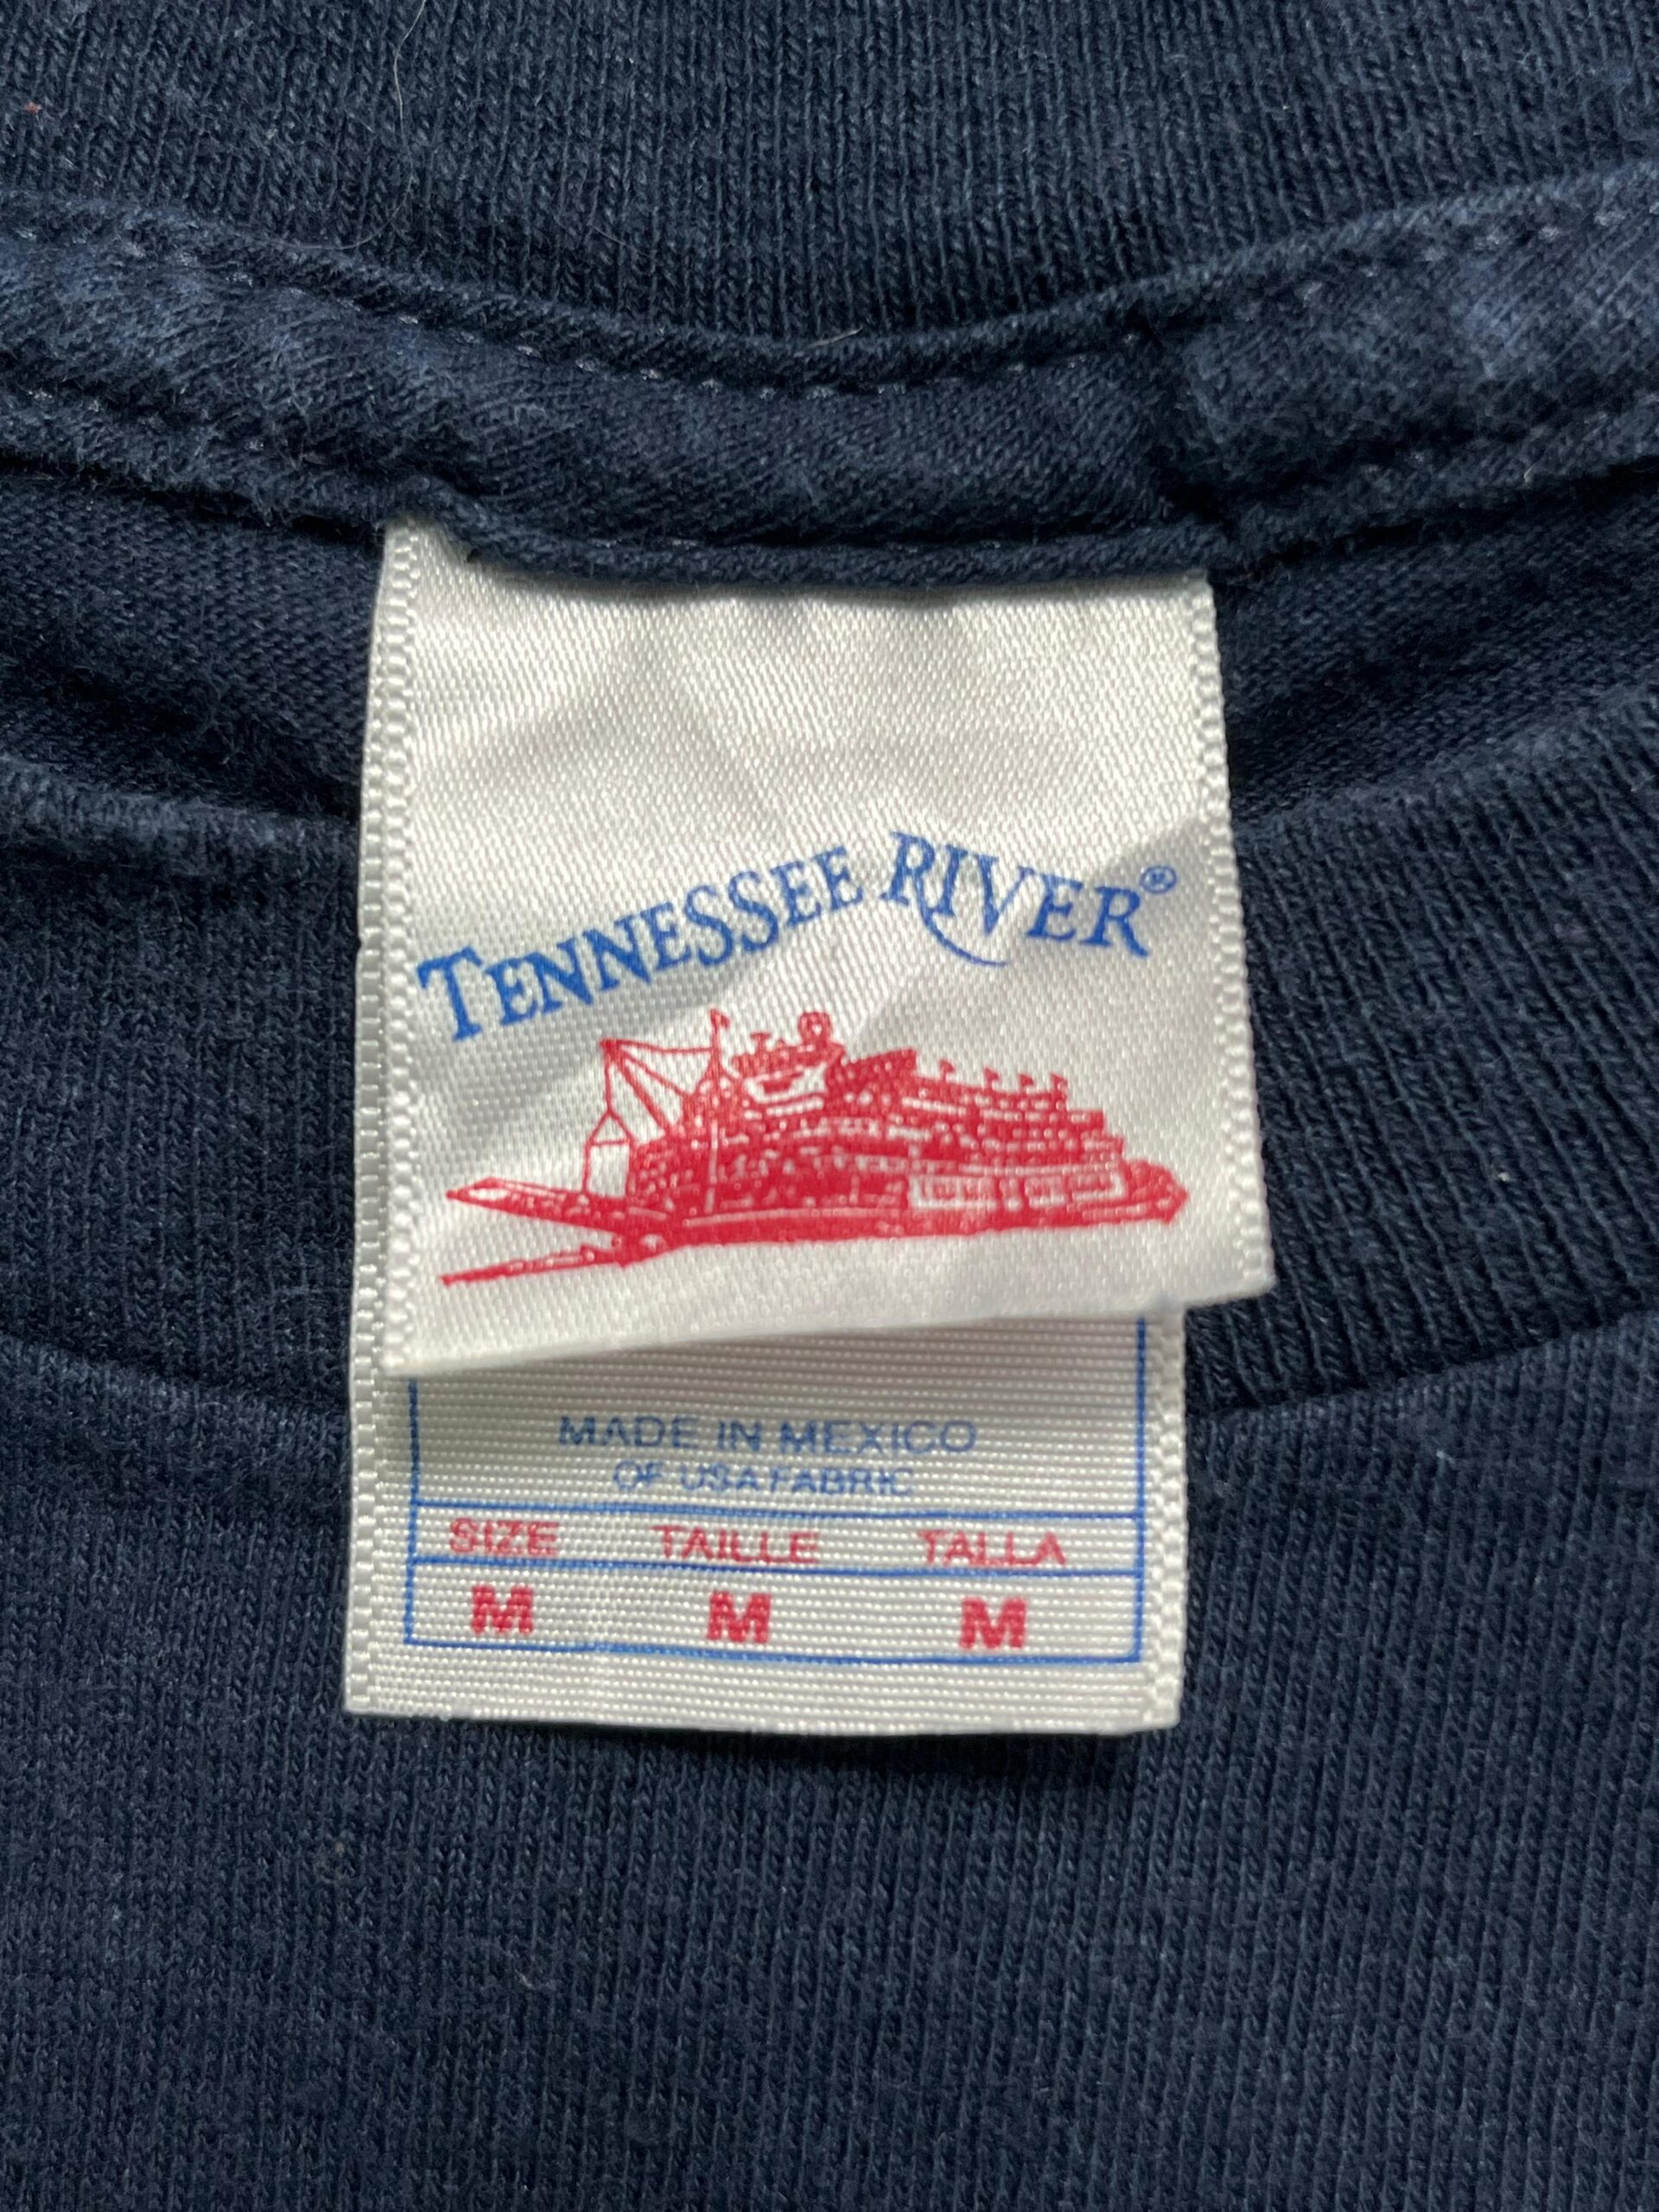 TENNESSEE RIVER®
MADE IN MEXICO
OF USA FABRIC
SIZE TAILLE TALLA
M M M